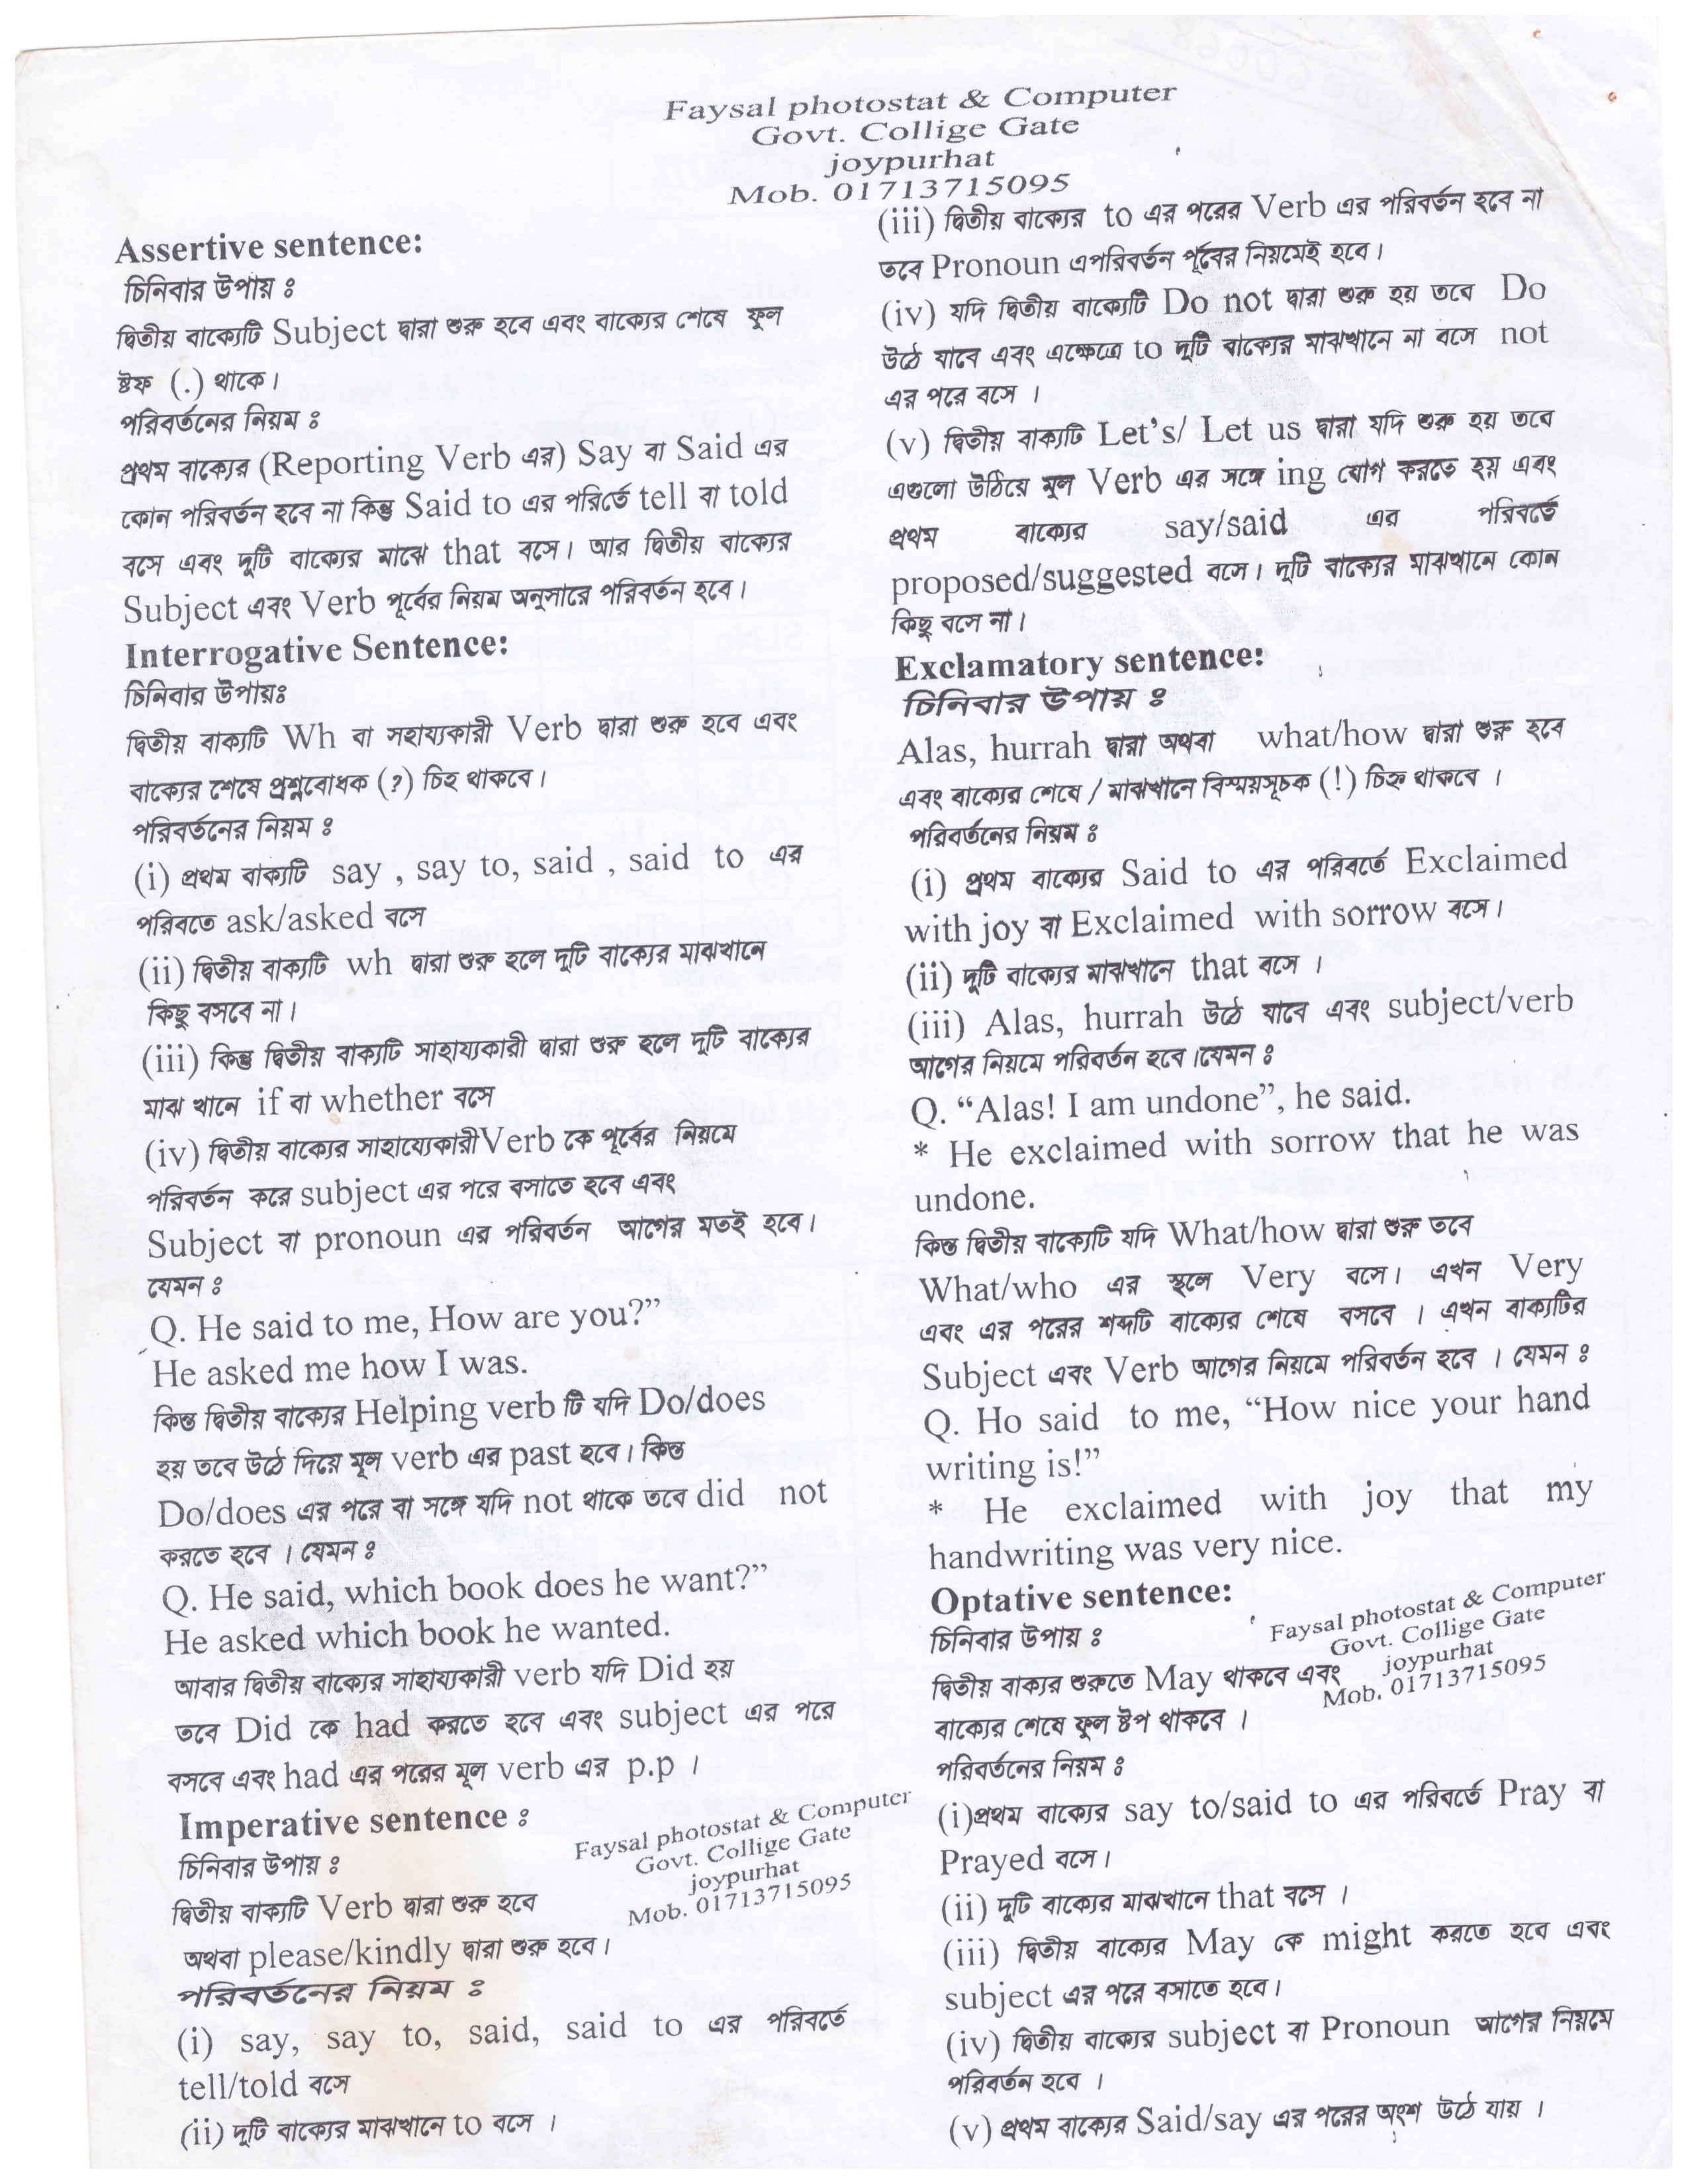 Faysal photostat & Computer
Govt. Collige Gate
joypurhat
Mob. 01713715095
Assertive sentence:
চিনিবার উপায় ঃ
দ্বিতীয় বাক্যেটি Subject দ্বারা শুরু হবে এবং বাক্যের শেষে ফুল
ষ্টফ (.) থাকে।
পরিবর্তনের নিয়ম ঃ
প্রথম বাক্যের (Reporting Verb এর) Say বা Said এর
কোন পরিবর্তন হবে না কিন্তু Said to এর পরির্তে tell বা told
বসে এবং দুটি বাক্যের মাঝে that বসে। আর দ্বিতীয় বাক্যের
Subject এবং Verb পূর্বের নিয়ম অনুসারে পরিবর্তন হবে।
Interrogative Sentence:
চিনিবার উপায়ঃ
দ্বিতীয় বাক্যটি Wh বা সহায্যকারী Verb দ্বারা শুরু হবে এবং
বাক্যের শেষে প্রশ্নবোধক (?) চিহ থাকবে।
পরিবর্তনের নিয়ম ঃ
(i) প্রথম বাক্যটি say , say to, said , said to এর
পরিবতে ask/asked বসে
(ii) দ্বিতীয় বাক্যটি wh দ্বারা শুরু হলে দুটি বাক্যের মাঝখানে
কিছু বসবে না।
(iii) কিন্তু দ্বিতীয় বাক্যটি সাহায্যকারী দ্বারা শুরু হলে দুটি বাক্যের
মাঝ খানে if বা whether বসে
(iv) দ্বিতীয় বাক্যের সাহায্যেকারীVerb কে পূর্বের নিয়মে
পরিবর্তন করে subject এর পরে বসাতে হবে এবং
Subject বা pronoun এর পরিবর্তন আগের মতই হবে।
যেমন ঃ
Q. He said to me, How are you?”
He asked me how I was.
কিন্ত দ্বিতীয় বাক্যের Helping verb টি যদি Do/does
হয় তবে উঠে দিয়ে মূল verb এর past হবে। কিন্ত
Do/does এর পরে বা সঙ্গে যদি not থাকে তবে did not
করতে হবে । যেমন ঃ
Q. He said, which book does he want?”
He asked which book he wanted.
আবার দ্বিতীয় বাক্যের সাহায্যকারী verb যদি Did হয়
তবে Did কে had করতে হবে এবং subject এর পরে
বসবে এবং had এর পরের মূল verb এর p.p ।
Imperative sentence ঃ
চিনিবার উপায় ঃ
দ্বিতীয় বাক্যটি Verb দ্বারা শুরু হবে
অথবা please/kindly দ্বারা শুরু হবে।
Faysal photostat & Computer
Govt. Collige Gate
joypurhat
Mob. 01713715095
পরিবর্তনের নিয়ম ঃ
(i) say, say to, said, said to এর পরিবর্তে
tell/told বসে
(ii) দুটি বাক্যের মাঝখানে to বসে ।
(iii) দ্বিতীয় বাক্যের to এর পরের Verb এর পরিবর্তন হবে না
তবে Pronoun এপরিবর্তন পূর্বের নিয়মেই হবে।
(iv) যদি দ্বিতীয় বাক্যেটি Do not দ্বারা শুরু হয় তবে Do
উঠে যাবে এবং এক্ষেত্রে to দুটি বাক্যের মাঝখানে না বসে not
এর পরে বসে ।
(v) দ্বিতীয় বাক্যটি Let’s/ Let us দ্বারা যদি শুরু হয় তবে
এগুলো উঠিয়ে মূল Verb এর সঙ্গে ing যোগ করতে হয় এবং
প্রথম বাক্যের say/said এর পরিবর্তে
proposed/suggested বসে। দুটি বাক্যের মাঝখানে কোন
কিছু বসে না।
Exclamatory sentence:
চিনিবার উপায় ঃ
Alas, hurrah দ্বারা অথবা what/how দ্বারা শুরু হবে
এবং বাক্যের শেষে / মাঝখানে বিস্ময়সূচক (!) চিহ্ন থাকবে ।
পরিবর্তনের নিয়ম ঃ
(i) প্রথম বাক্যের Said to এর পরিবর্তে Exclaimed
with joy বা Exclaimed with sorrow বসে।
(ii) দুটি বাক্যের মাঝখানে that বসে ।
(iii) Alas, hurrah উঠে যাবে এবং subject/verb
আগের নিয়মে পরিবর্তন হবে ।যেমন ঃ
Q. “Alas! I am undone”, he said.
* He exclaimed with sorrow that he was
undone.
কিন্ত দ্বিতীয় বাক্যেটি যদি What/how দ্বারা শুরু তবে
What/who এর স্থলে Very বসে। এখন Very
এবং এর পরের শব্দটি বাক্যের শেষে বসবে । এখন বাক্যটির
Subject এবং Verb আগের নিয়মে পরিবর্তন হবে । যেমন ঃ
Q. Ho said to me, “How nice your hand
writing is!”
* He exclaimed with joy that my
handwriting was very nice.
Optative sentence:
চিনিবার উপায় ঃ
দ্বিতীয় বাক্যর শুরুতে May থাকবে এবং
বাক্যের শেষে ফুল ষ্টপ থাকবে ।
Faysal photostat & Computer
Govt. Collige Gate
joypurhat
Mob. 01713715095
পরিবর্তনের নিয়ম ঃ
(i)প্রথম বাক্যের say to/said to এর পরিবর্তে Pray বা
Prayed বসে।
(ii) দুটি বাক্যের মাঝখানে that বসে ।
(iii) দ্বিতীয় বাক্যের May কে might করতে হবে এবং
subject এর পরে বসাতে হবে।
(iv) দ্বিতীয় বাক্যের subject বা Pronoun আগের নিয়মে
পরিবর্তন হবে ।
(v) প্রথম বাক্যের Said/say এর পরের অংশ উঠে যায় ।